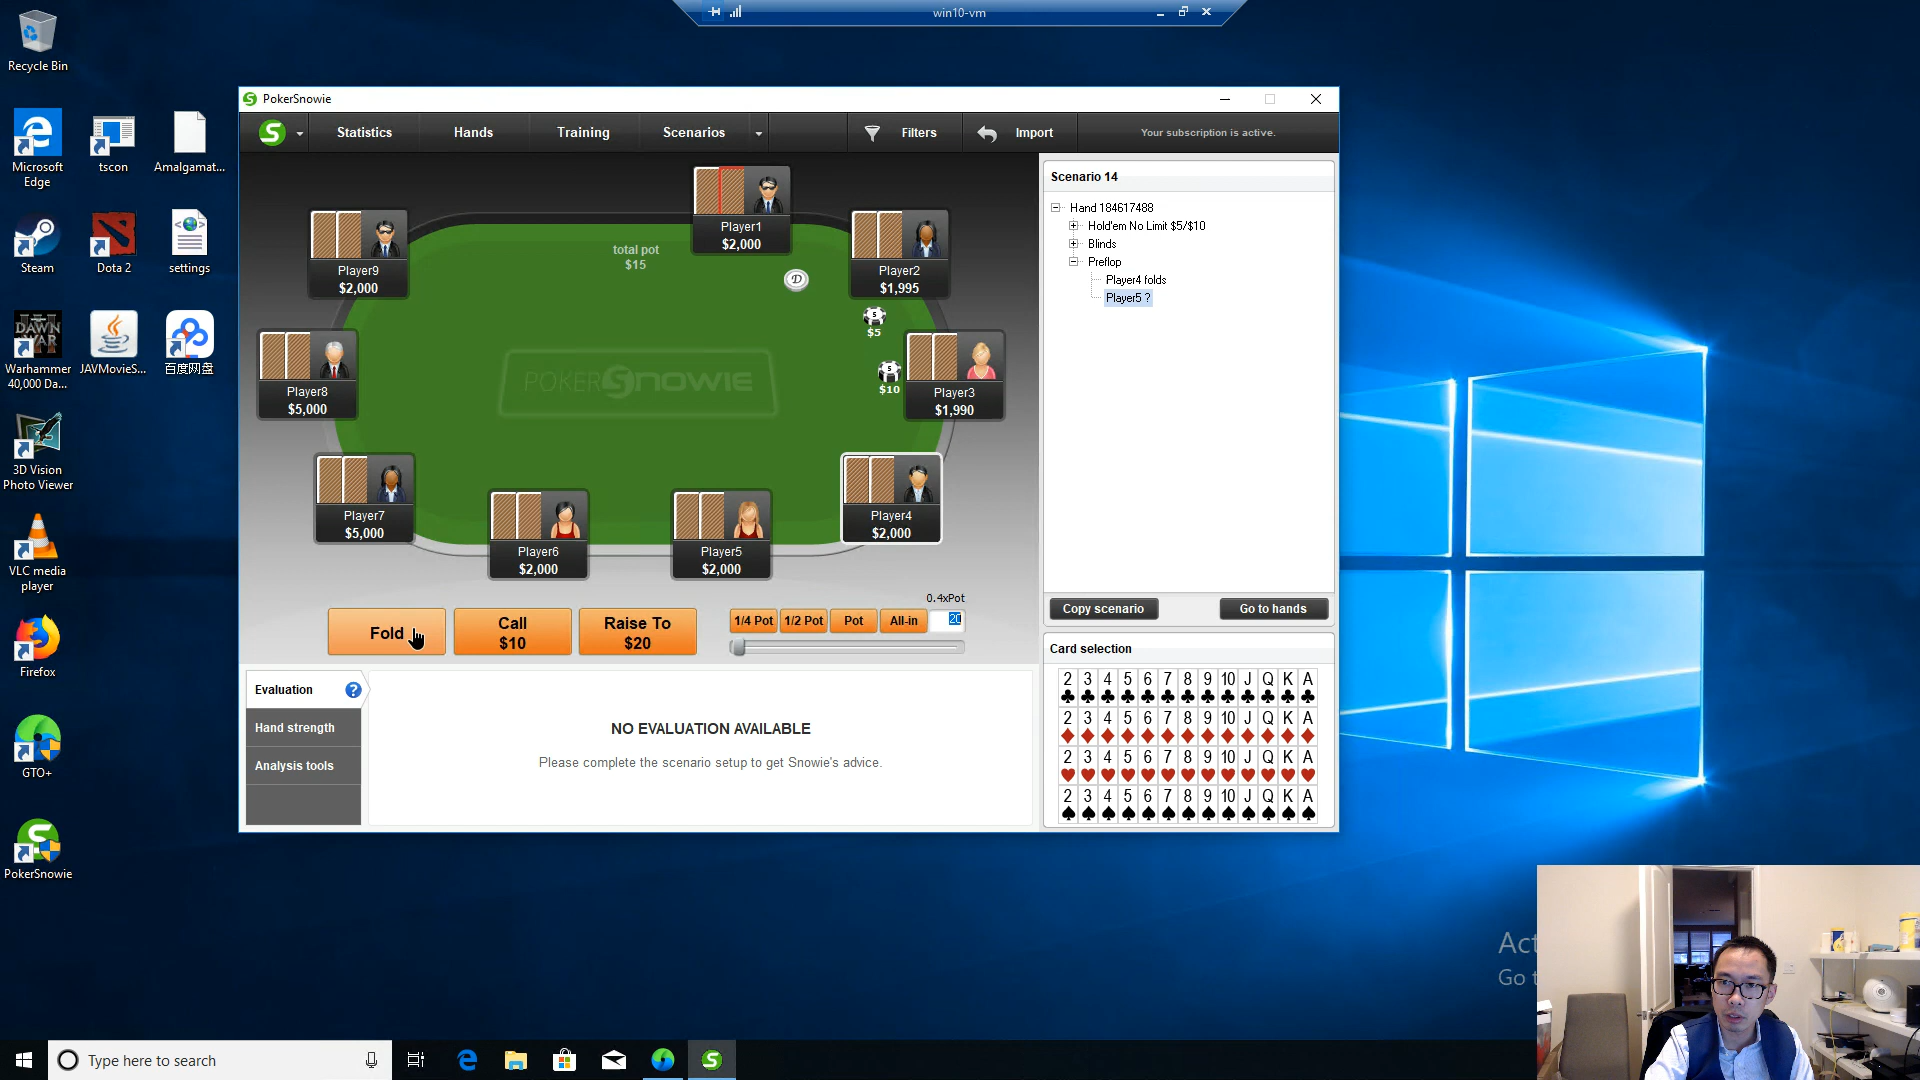 win10-vm
Recycle Bin
Microsoft
Edge
tscon
Amalgamat...
Steam
Dota 2
settings
DAWN
WAR
Warhammer
40,000 Da...
JAVMovieS...
百度网盘
3D Vision
Photo Viewer
VLC media
player
Firefox
GTO+
PokerSnowie
PokerSnowie
Statistics
Hands
Training
Scenarios
Filters
Import
Your subscription is active.
total pot
$15
Player1
$2,000
D
Player2
$1,995
5
$5
Player3
$1,990
5
$10
Player4
$2,000
Player5
$2,000
Player6
$2,000
Player7
$5,000
Player8
$5,000
Player9
$2,000
POKERSNOWIE
Fold
Call
$10
Raise To
$20
0.4xPot
1/4 Pot
1/2 Pot
Pot
All-in
20
Evaluation
?
Hand strength
Analysis tools
NO EVALUATION AVAILABLE
Please complete the scenario setup to get Snowie's advice.
Scenario 14
Hand 184617488
Hold'em No Limit $5/$10
Blinds
Preflop
Player4 folds
Player5 ?
Copy scenario
Go to hands
Card selection
2 3 4 5 6 7 8 9 10 J Q K A
2 3 4 5 6 7 8 9 10 J Q K A
2 3 4 5 6 7 8 9 10 J Q K A
2 3 4 5 6 7 8 9 10 J Q K A
Act
Go t
Type here to search